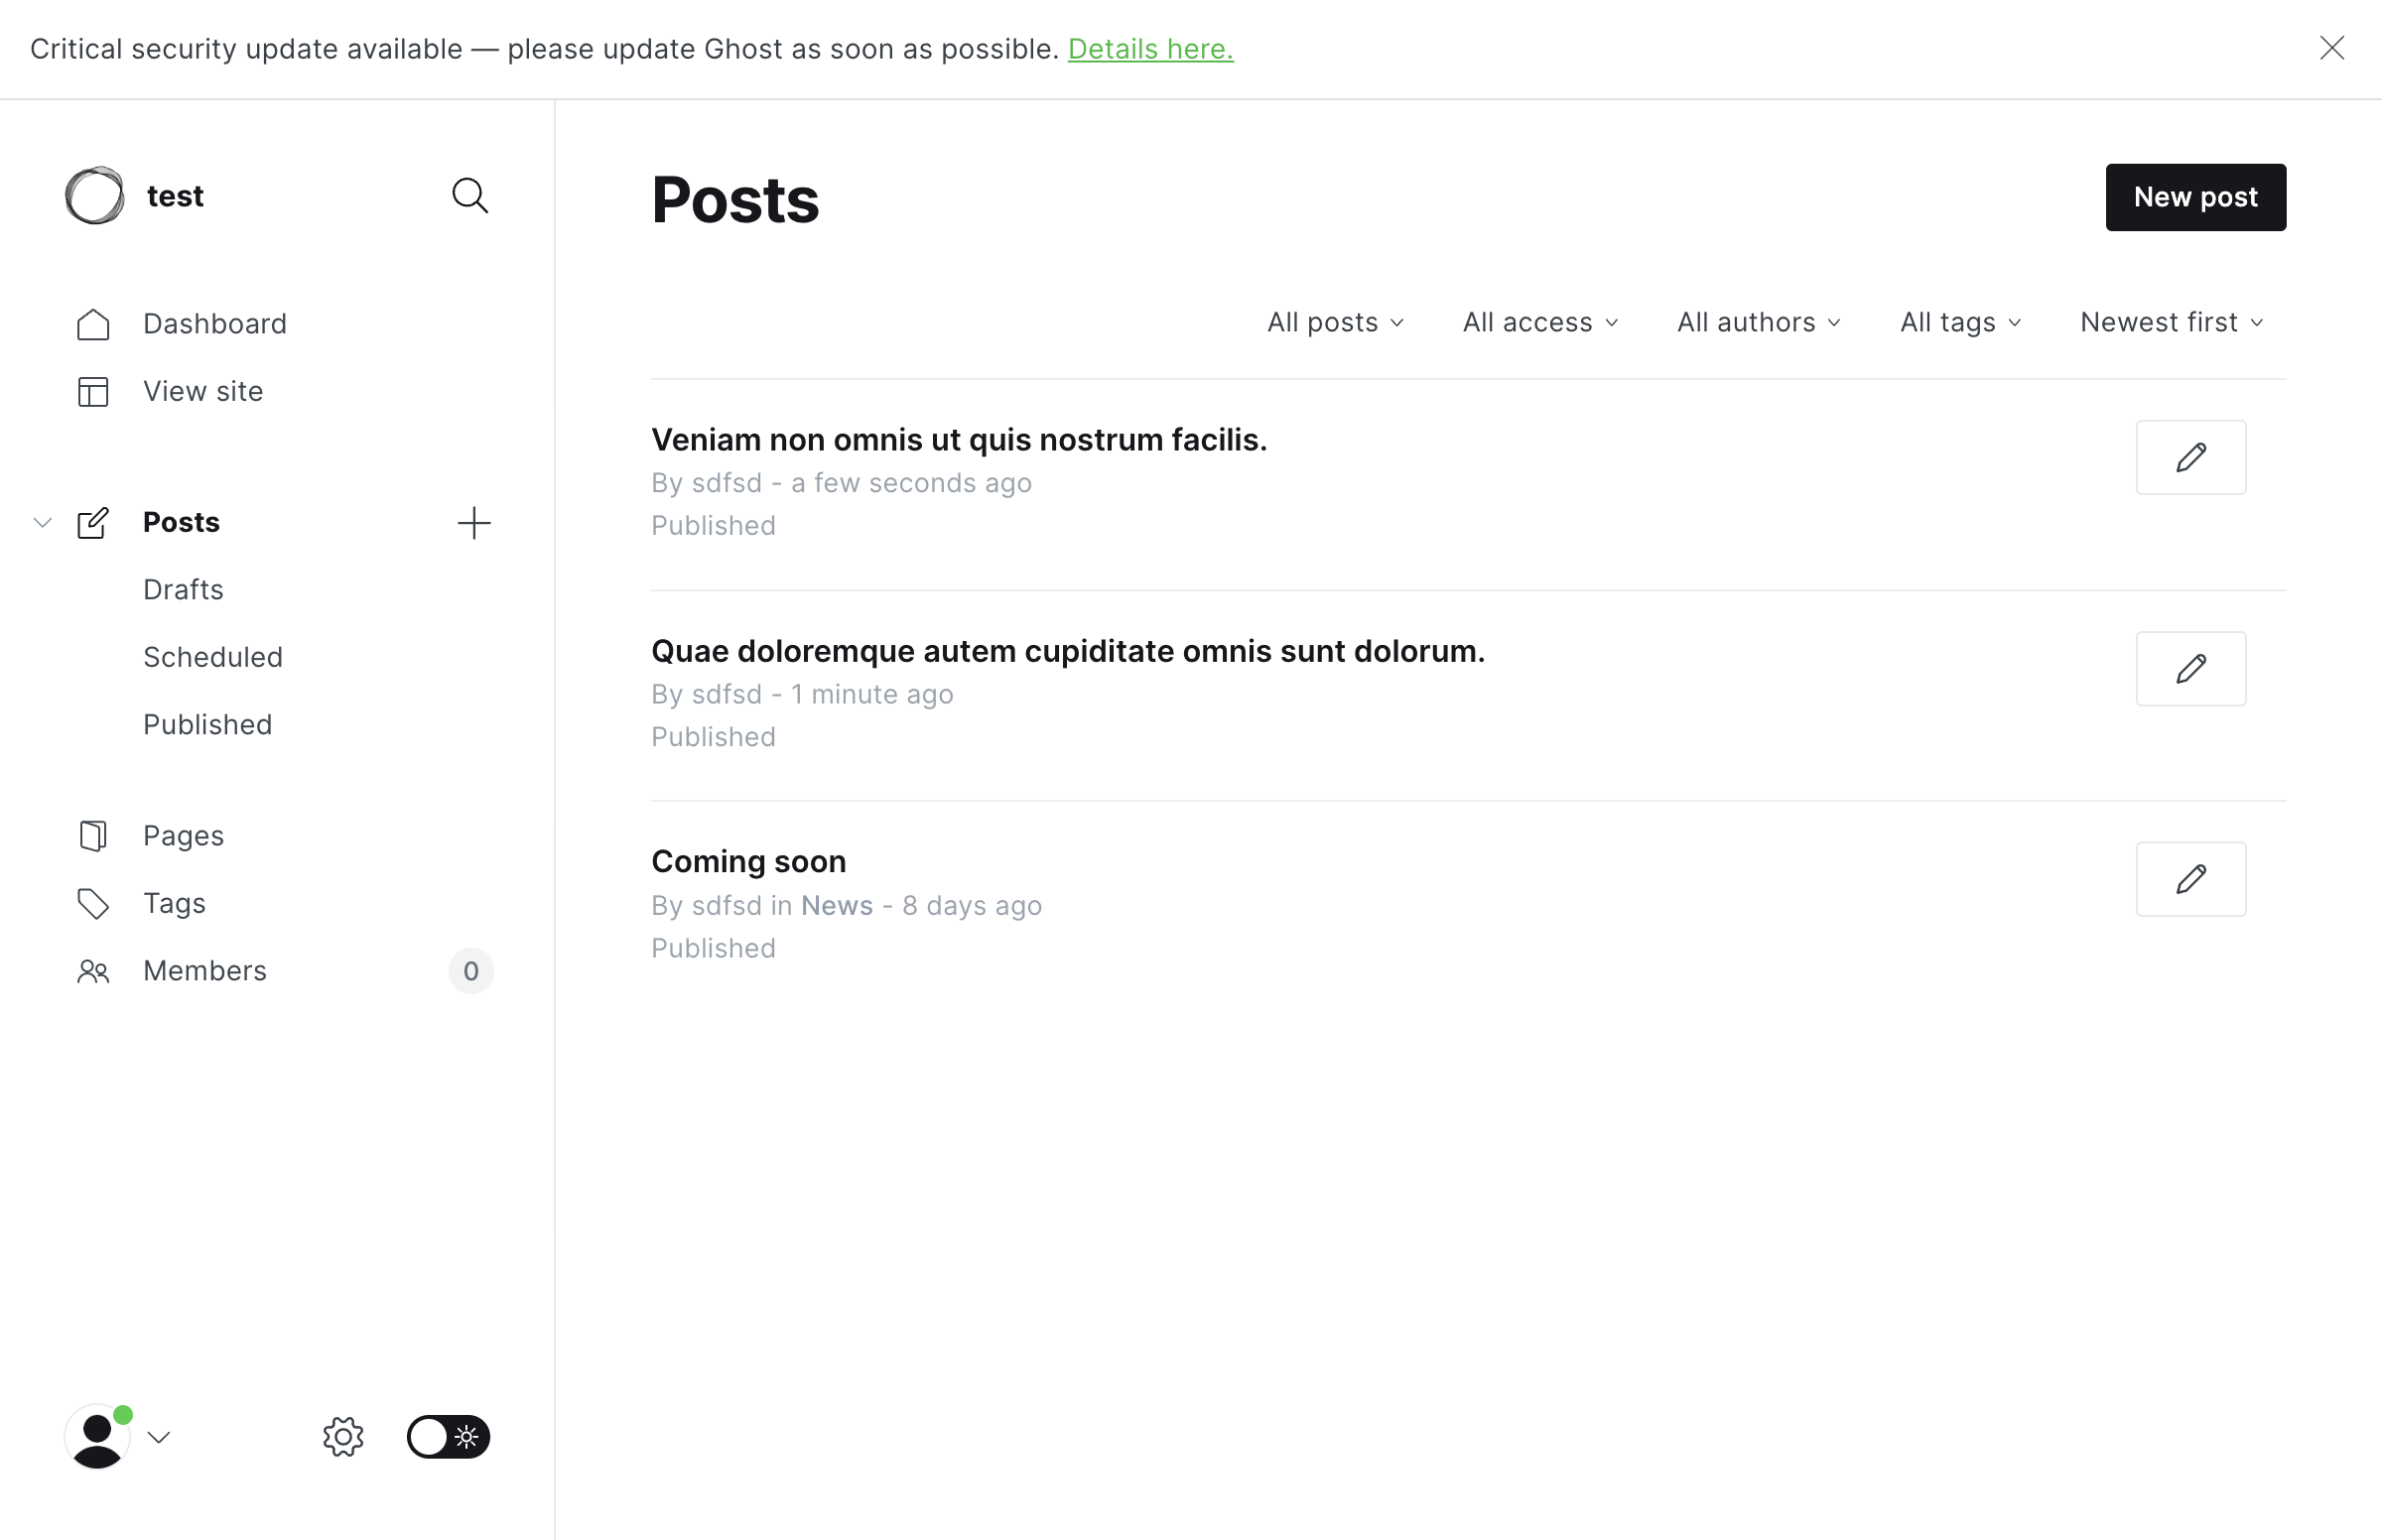 Critical security update available — please update Ghost as soon as possible. Details here.
test
Dashboard
View site
Posts
Drafts
Scheduled
Published
Pages
Tags
Members 0
Posts
New post
All posts All access All authors All tags Newest first
Veniam non omnis ut quis nostrum facilis.
By sdfsd - a few seconds ago
Published
Quae doloremque autem cupiditate omnis sunt dolorum.
By sdfsd - 1 minute ago
Published
Coming soon
By sdfsd in News - 8 days ago
Published